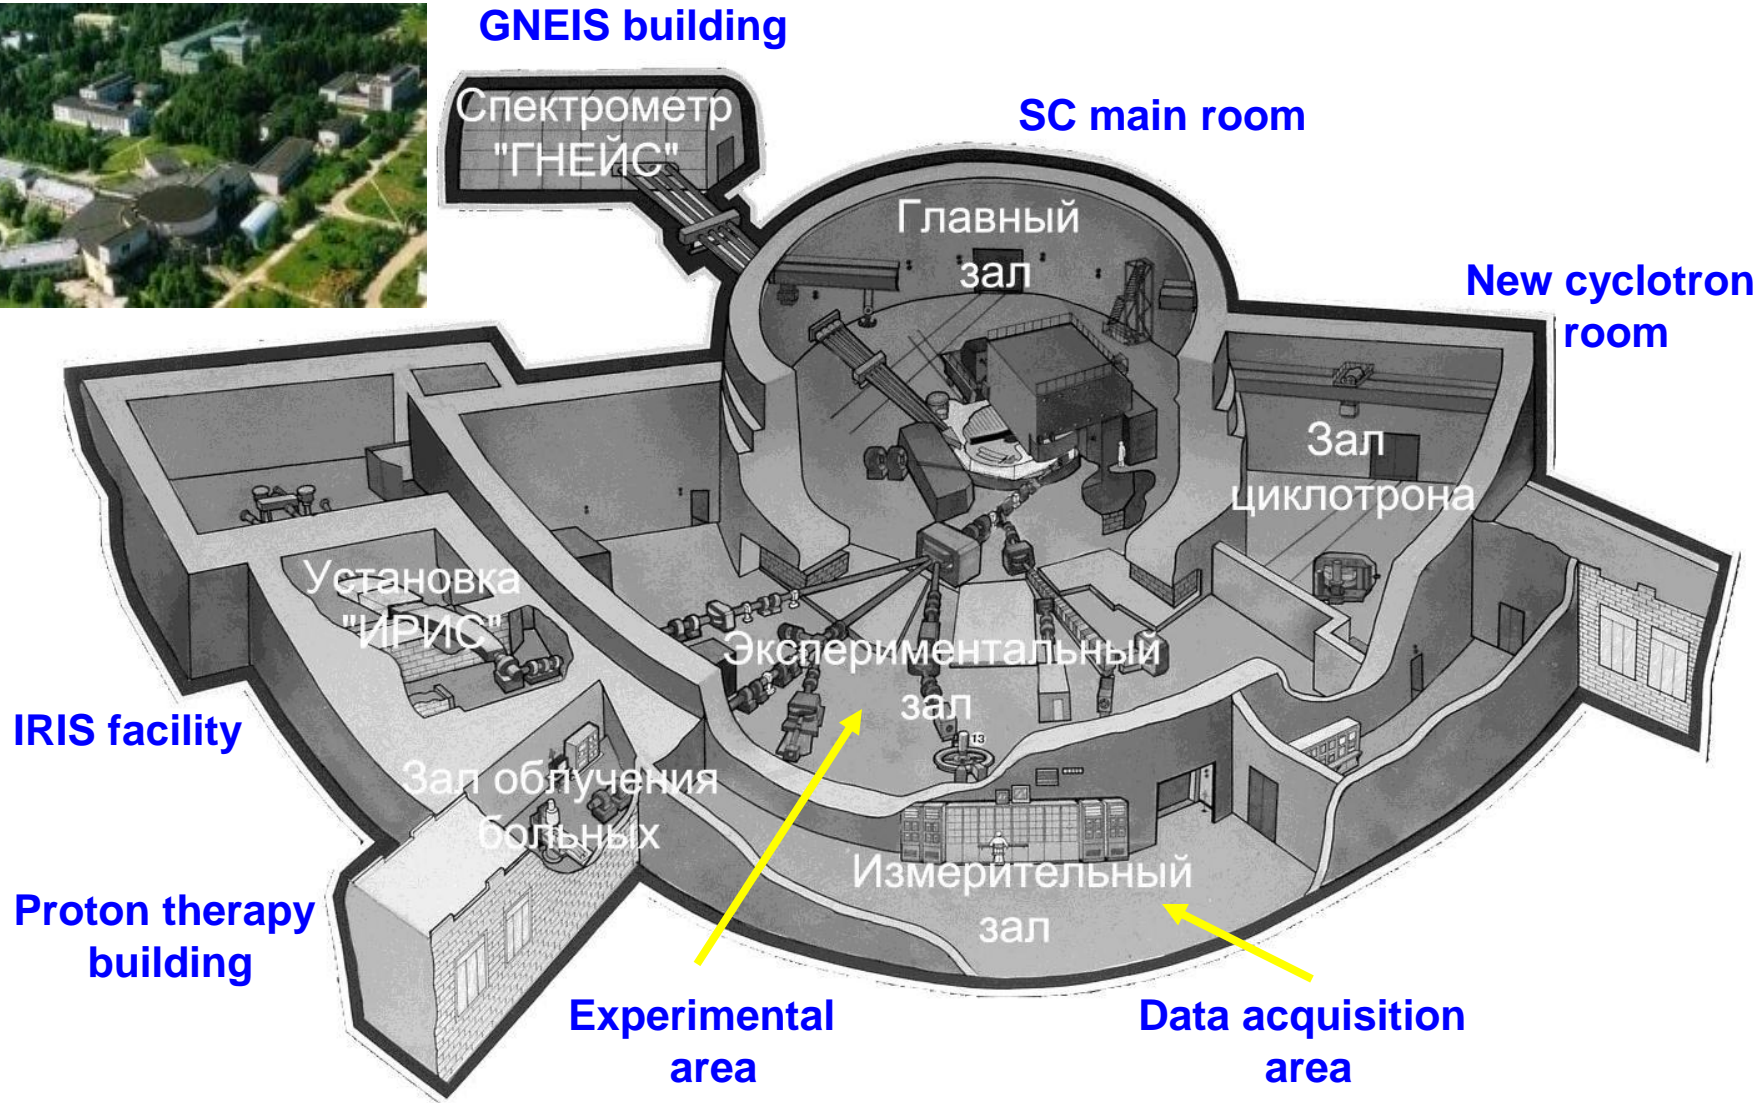 GNEIS building
Спектрометр
"ГНЕЙС"
SC main room
Главный
зал
New cyclotron
room
Зал
циклотрона
Установка
"ИРИС"
Экспериментальный
зал
IRIS facility
13
Зал облучения
больных
Измерительный
зал
Proton therapy
building
Experimental
area
Data acquisition
area